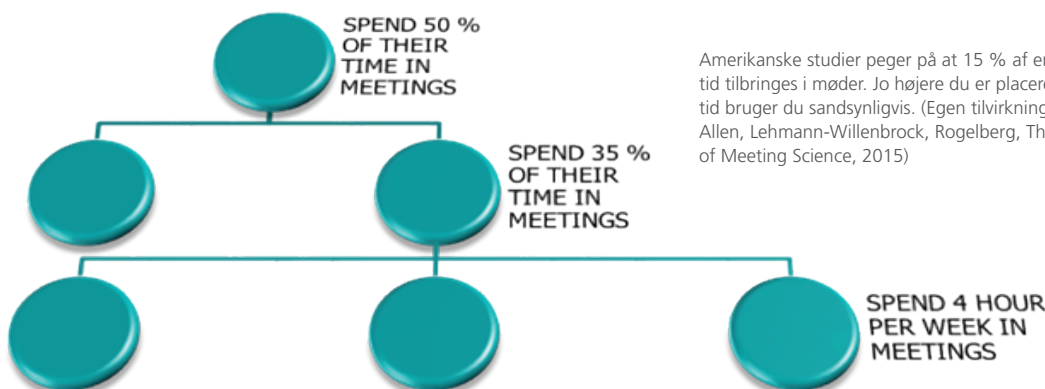 SPEND 50 %
OF THEIR
TIME IN
MEETINGS
Amerikanske studier peger på at 15 % af
tid tilbringes i møder. Jo højere du er
tid bruger du sandsynligvis. (Egen tilvirkning
Allen, Lehmann-Willenbrock, Rogelberg,
of Meeting Science, 2015)
SPEND 35 %
OF THEIR
TIME IN
MEETINGS
SPEND 4 HOUR
PER WEEK IN
MEETINGS